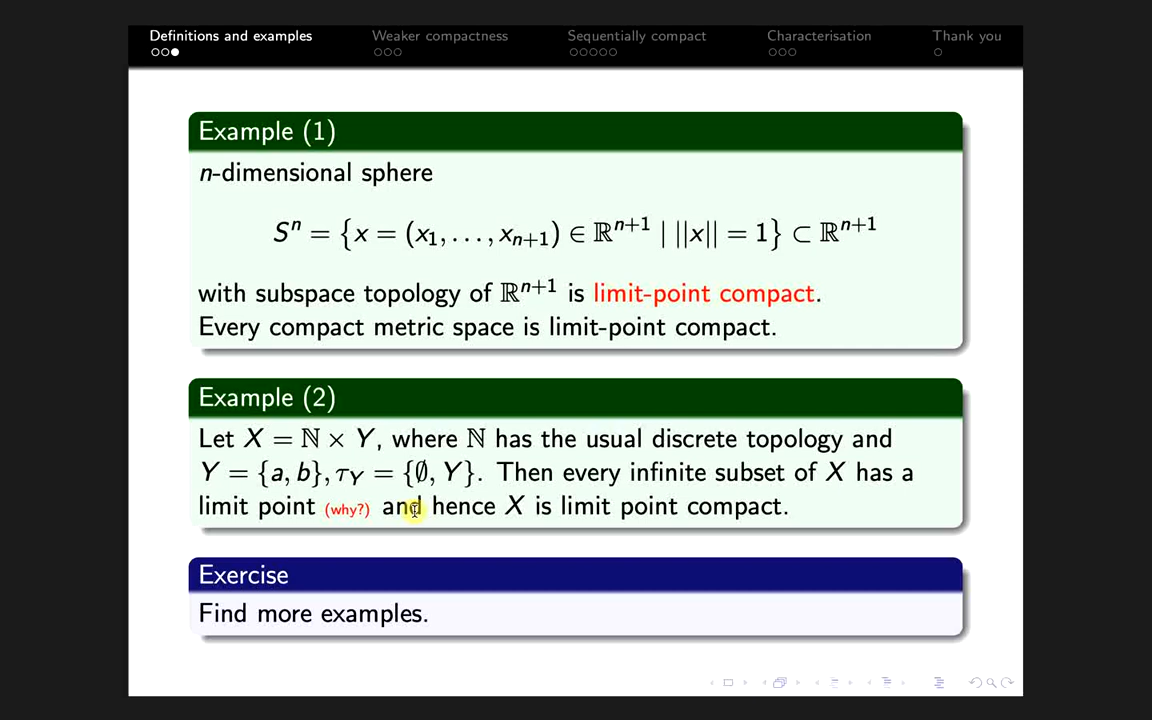 Definitions and examples Weaker compactness Sequentially compact Characterisation Thank you
Example (1)
n-dimensional sphere
Sⁿ = {x = (x₁, . . . , xₙ₊₁) ∈ ℝⁿ⁺¹ | ||x|| = 1} ⊂ ℝⁿ⁺¹
with subspace topology of ℝⁿ⁺¹ is limit-point compact.
Every compact metric space is limit-point compact.
Example (2)
Let X = ℕ × Y, where ℕ has the usual discrete topology and
Y = {a, b}, τ_Y = {∅, Y}. Then every infinite subset of X has a
limit point (why?) and hence X is limit point compact.
Exercise
Find more examples.